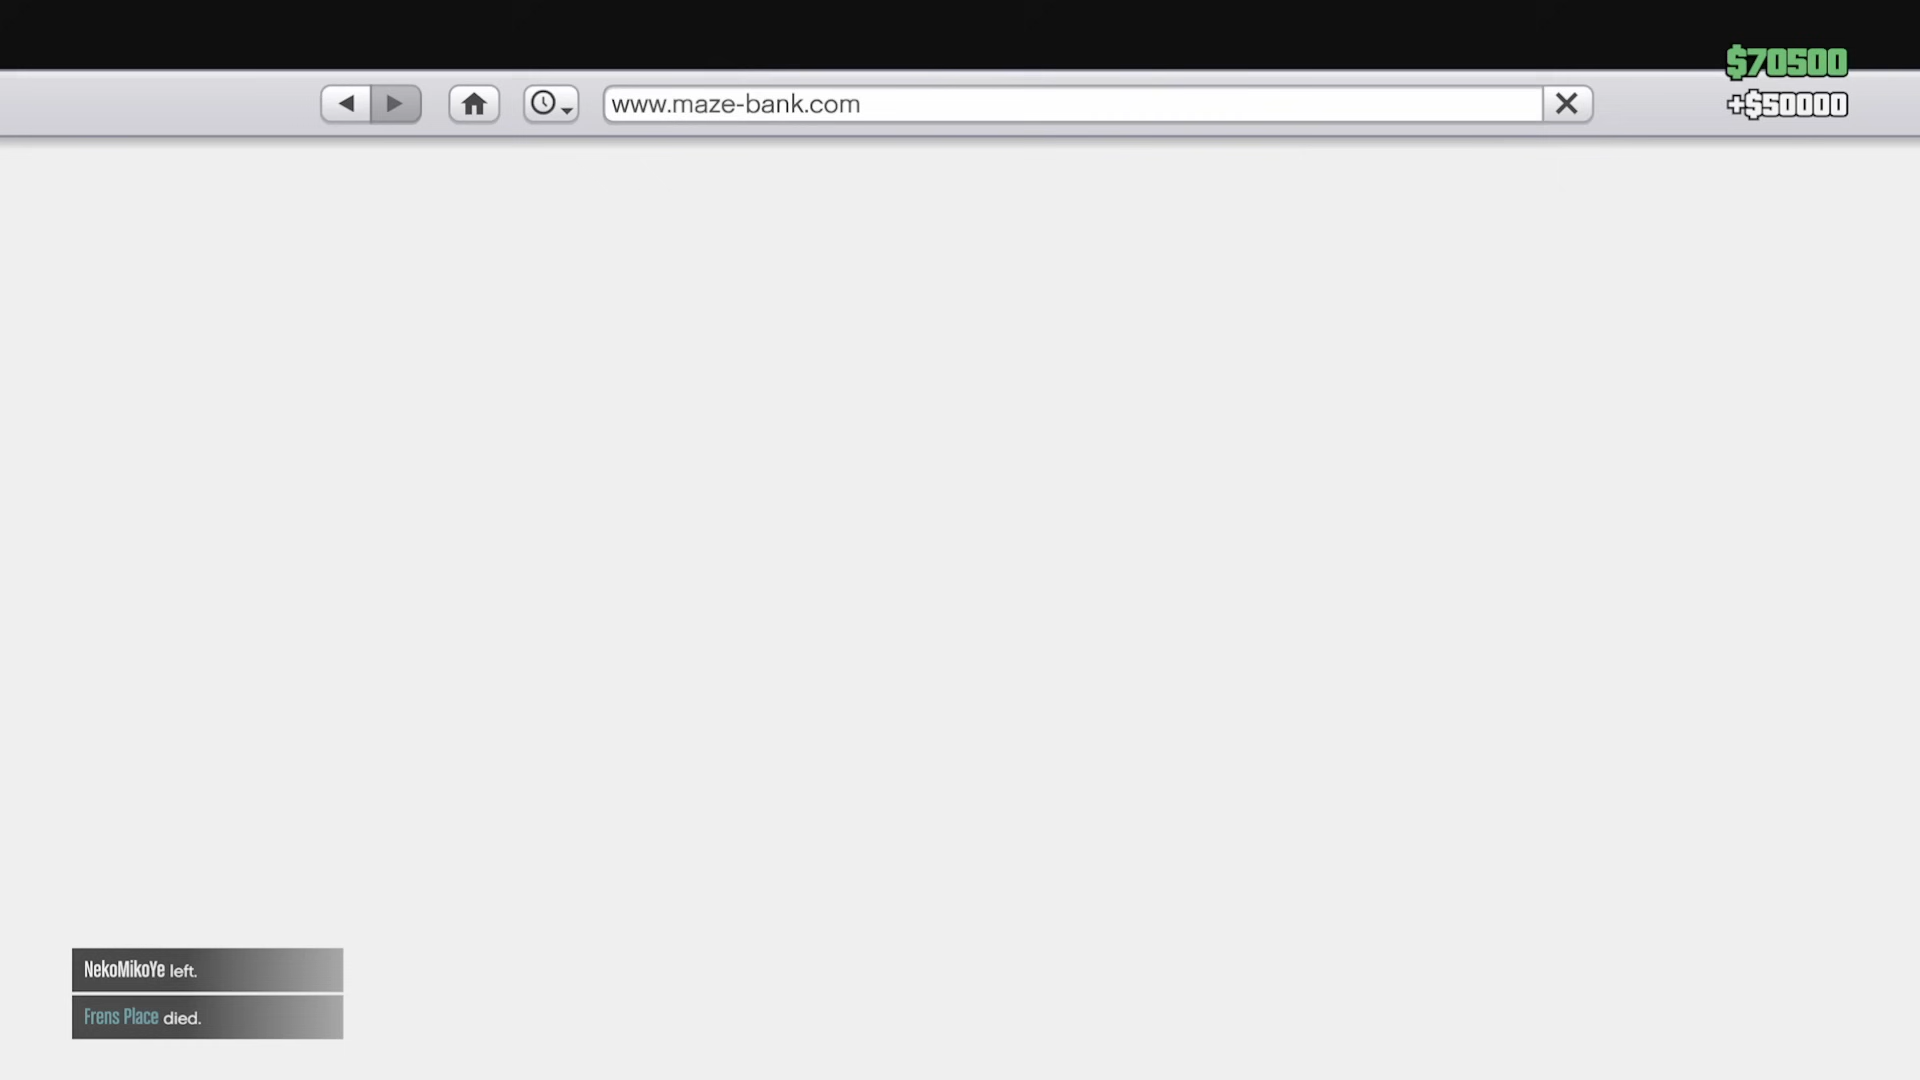 $70500
www.maze-bank.com
+$50000
NekoMikoYe left.
Frens Place died.